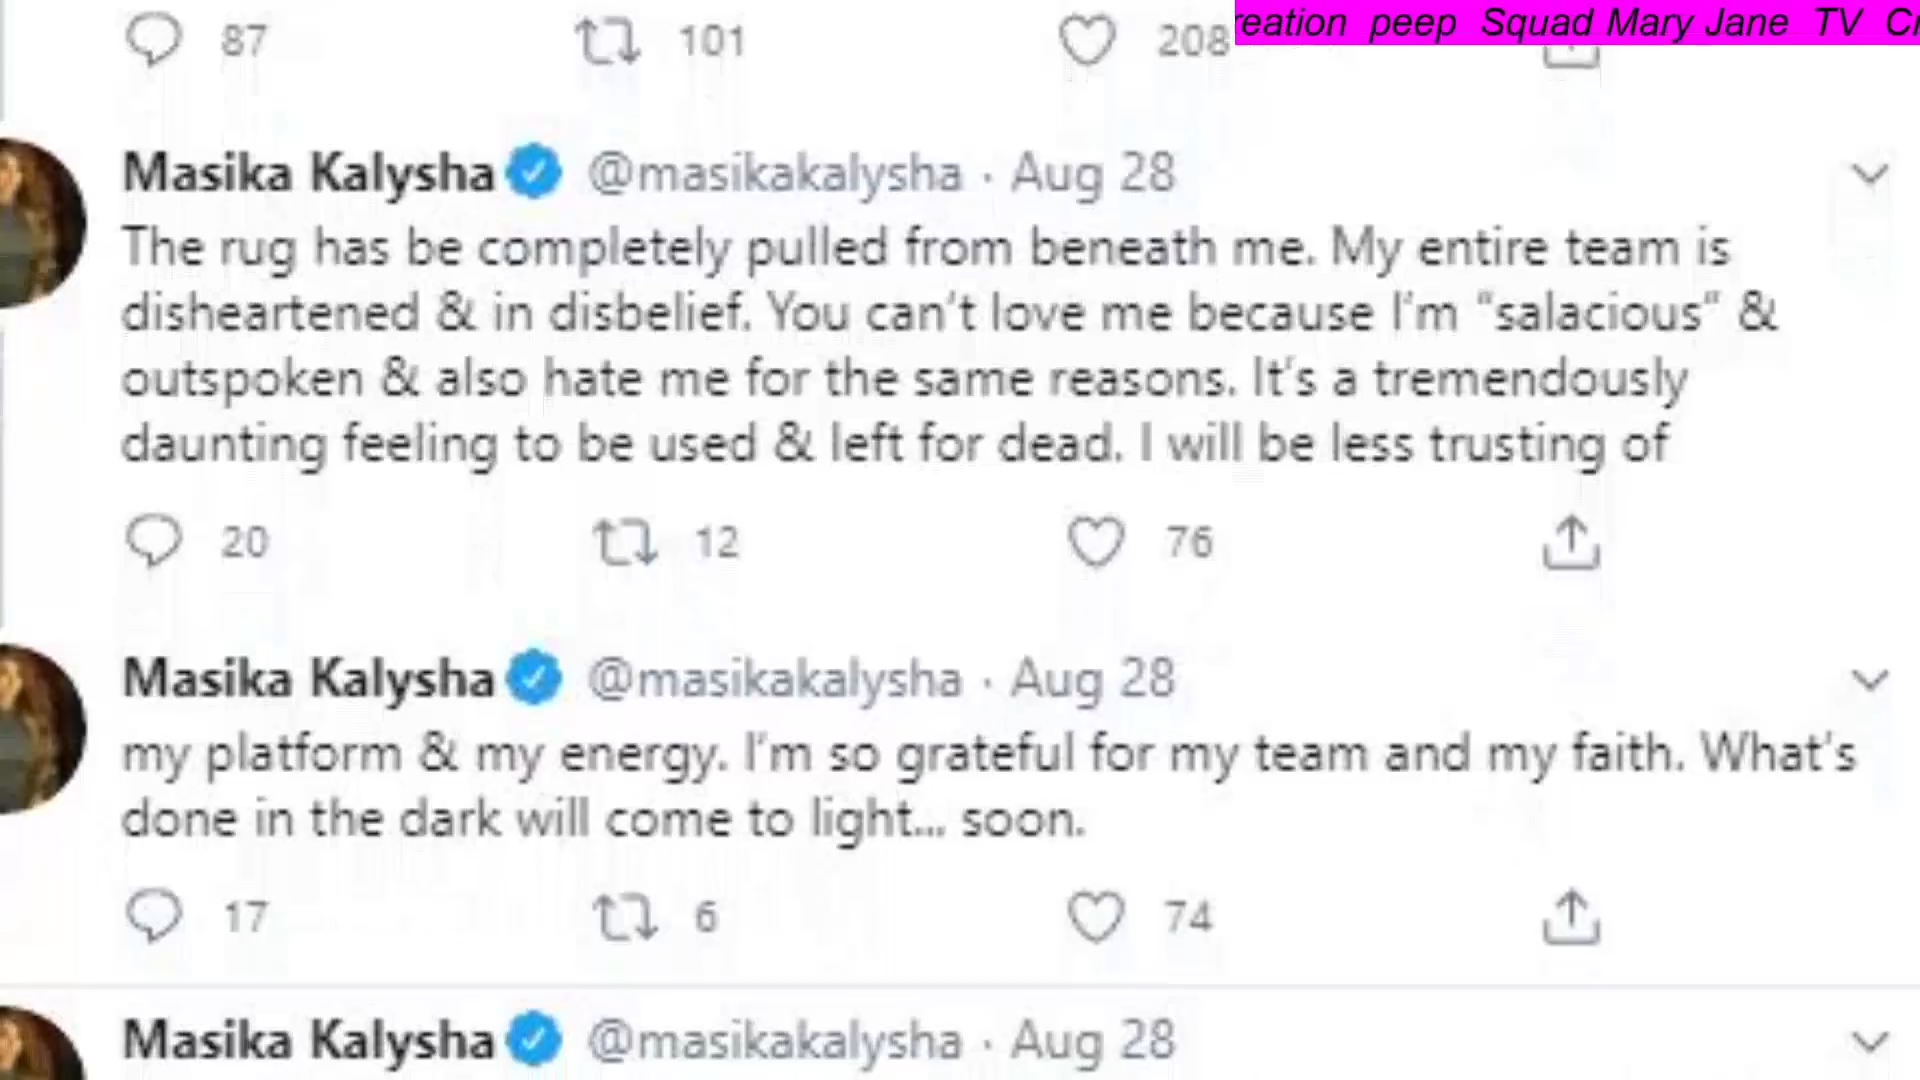 reation peep Squad Mary Jane TV Cr
87 101 208
Masika Kalysha @masikakalysha · Aug 28
The rug has be completely pulled from beneath me. My entire team is
disheartened & in disbelief. You can't love me because I'm "salacious" &
outspoken & also hate me for the same reasons. It's a tremendously
daunting feeling to be used & left for dead. I will be less trusting of
20 12 76
Masika Kalysha @masikakalysha · Aug 28
my platform & my energy. I'm so grateful for my team and my faith. What's
done in the dark will come to light... soon.
17 6 74
Masika Kalysha @masikakalysha · Aug 28